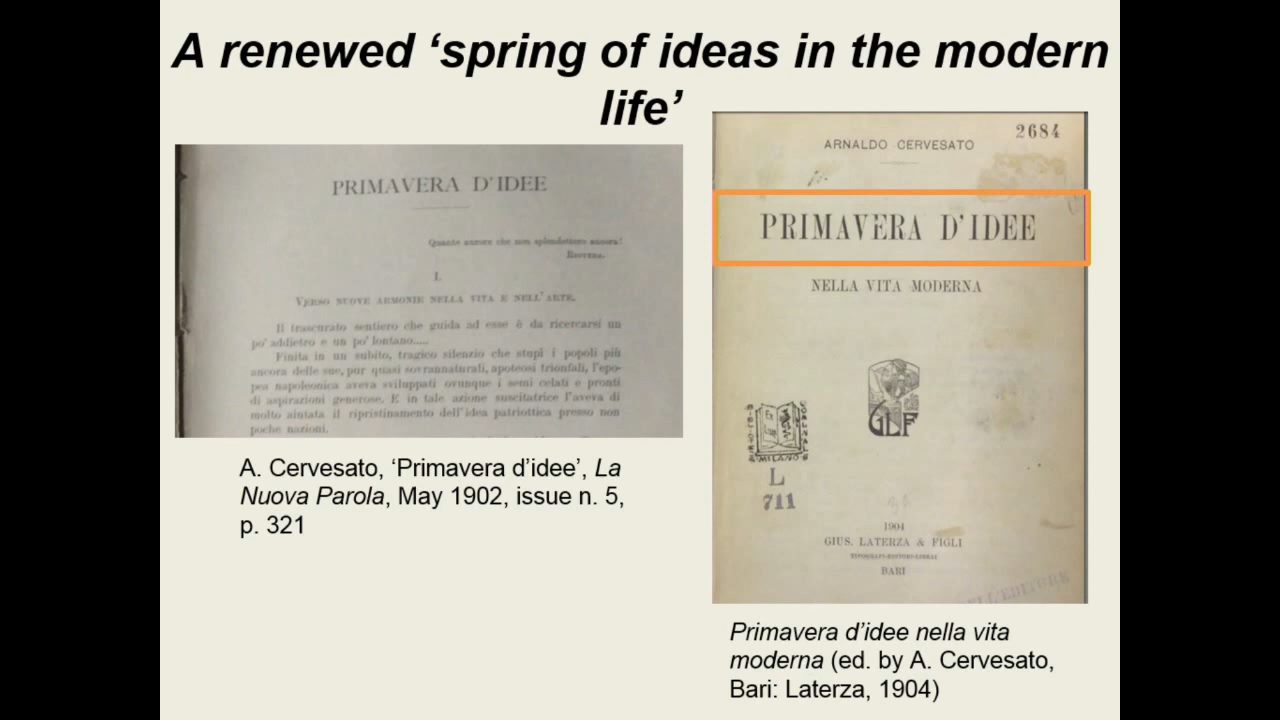 A renewed ‘spring of ideas in the modern
life’
PRIMAVERA D'IDEE
Quante aurore che non splendettero ancora!
I.
VERSO NUOVE ARMONIE NELLA VITA E NELL'ARTE.
Il trascurato sentiero che guida ad esse è da ricercarsi un
po' addietro e un po' lontano.....
Finita in un subito, tragico silenzio che stupì i popoli più
ancora delle sue, pur quasi sovrannaturali, apoteosi trionfali, l'epo-
pea napoleonica aveva sviluppati ovunque i semi celati e pronti
di aspirazioni generose. E in tale azione suscitatrice l'aveva di
molto aiutata il ripristinamento dell'idea patriottica presso non
poche nazioni.
A. Cervesato, ‘Primavera d’idee’, La
Nuova Parola, May 1902, issue n. 5,
p. 321
2684
ARNALDO CERVESATO
PRIMAVERA D'IDEE
NELLA VITA MODERNA
GLF
MILANO
L
711
1904
GIUS. LATERZA & FIGLI
TIPOGRAFI-EDITORI-LIBRAI
BARI
Primavera d’idee nella vita
moderna (ed. by A. Cervesato,
Bari: Laterza, 1904)